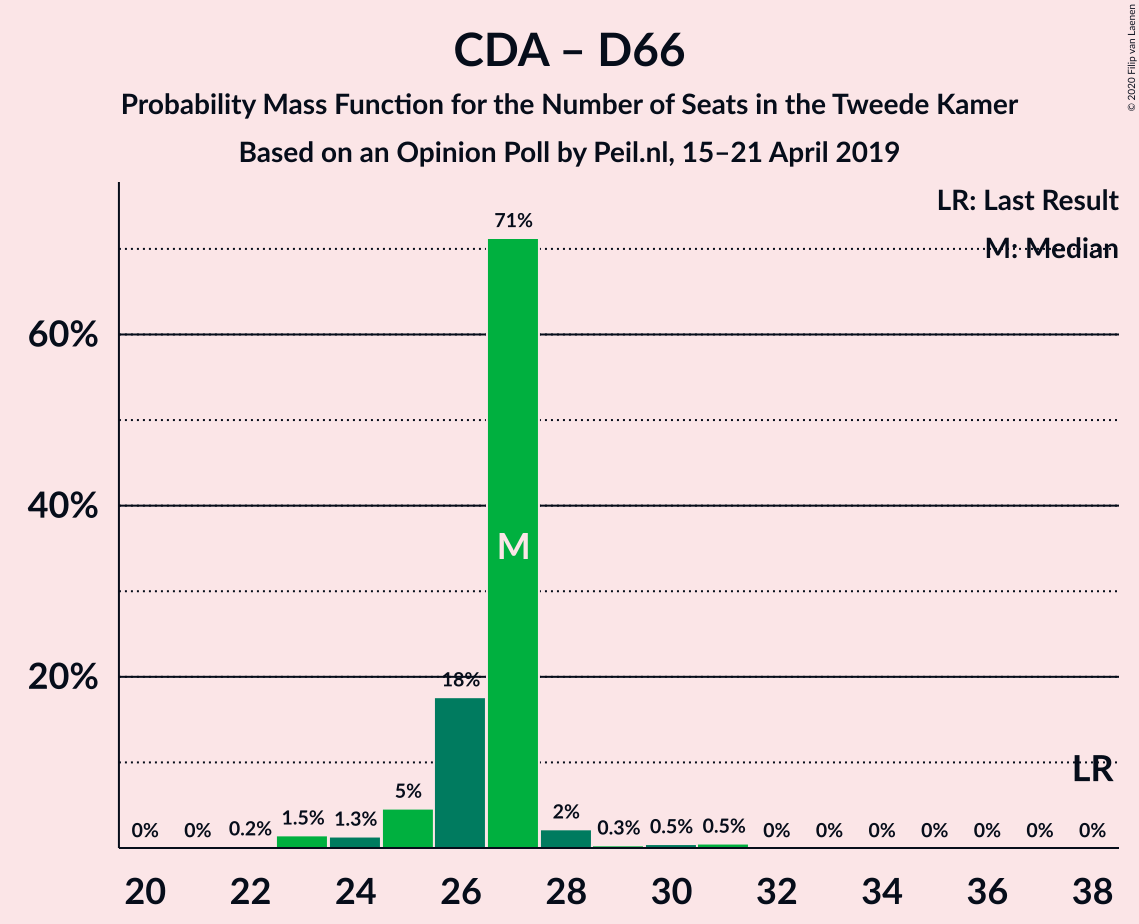 CDA – D66
Probability Mass Function for the Number of Seats in the Tweede Kamer
Based on an Opinion Poll by Peil.nl, 15–21 April 2019
© 2020 Filip van Laenen
LR: Last Result
M: Median
60%
40%
20%
0% 0% 0.2% 1.5% 1.3% 5% 18% 71% 2% 0.3% 0.5% 0.5% 0% 0% 0% 0% 0% 0% 0%
M
LR
20 22 24 26 28 30 32 34 36 38